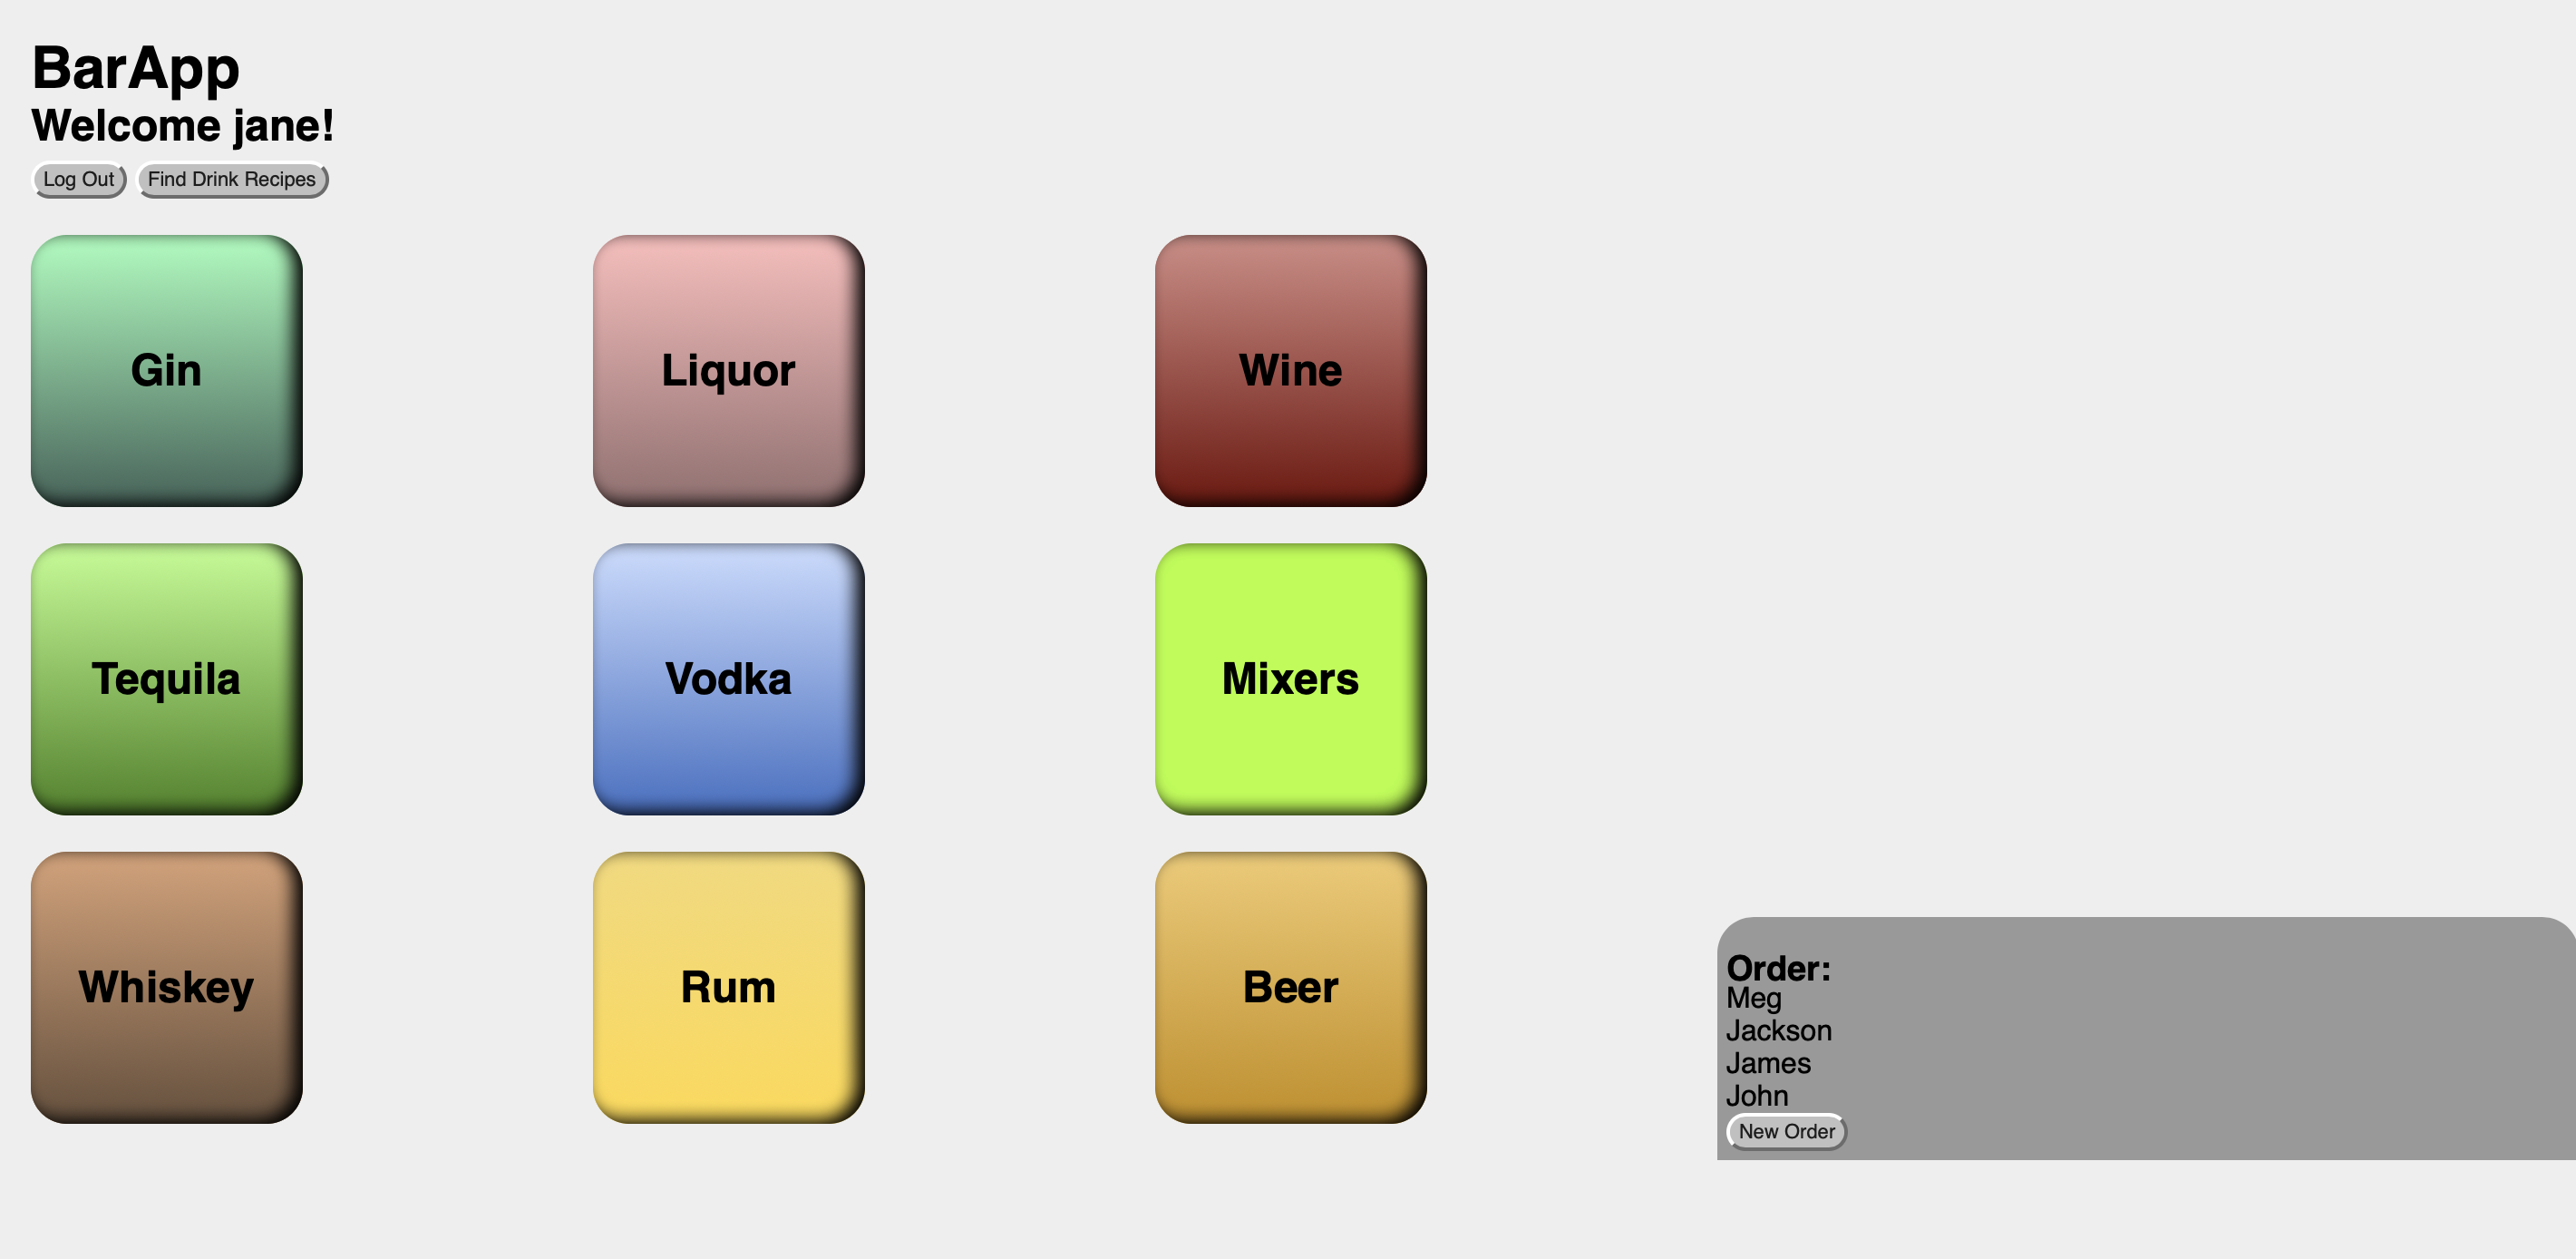 BarApp
Welcome jane!
Log Out Find Drink Recipes
Gin Liquor Wine
Tequila Vodka Mixers
Whiskey Rum Beer
Order:
Meg
Jackson
James
John
New Order